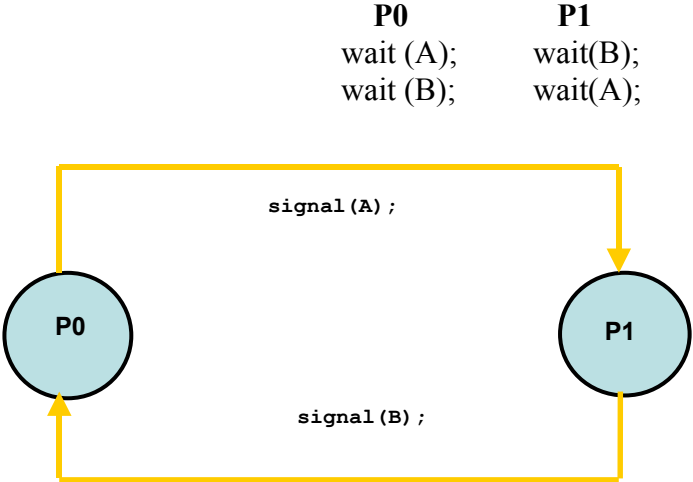 P0 P1
wait (A); wait(B);
wait (B); wait(A);
signal(A);
P0 P1
signal(B);